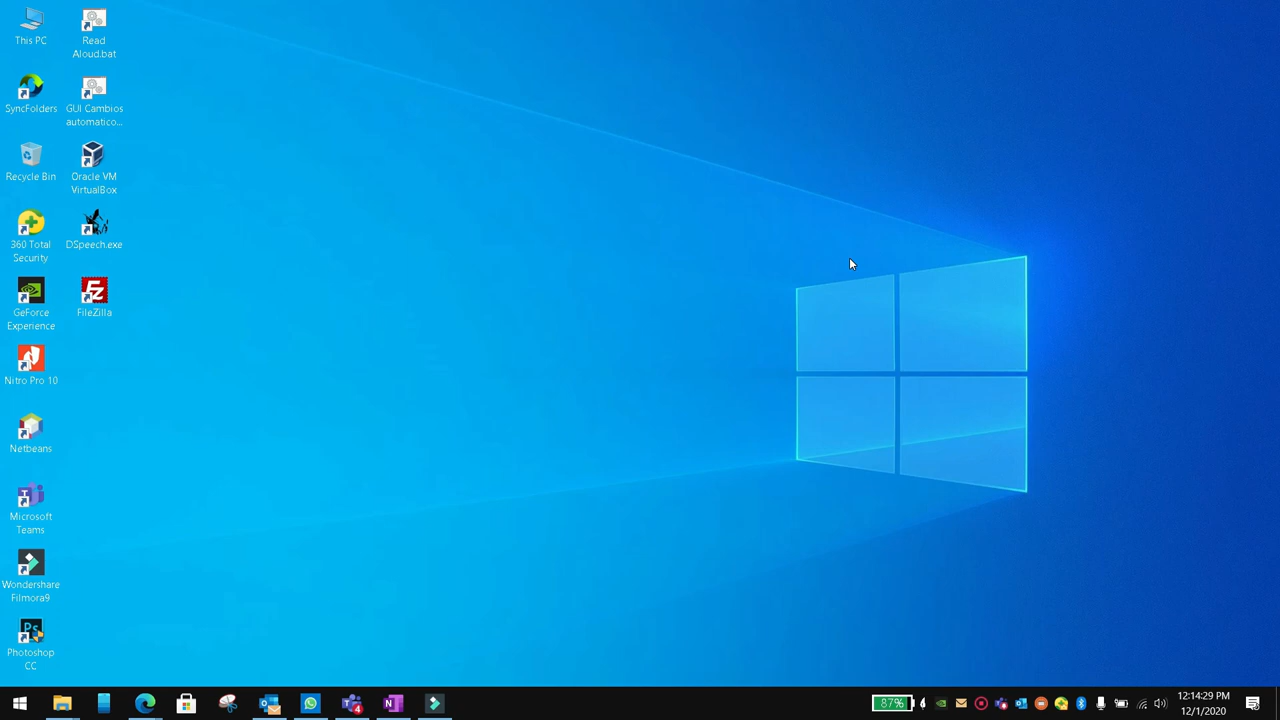 This PC
Read
Aloud.bat
SyncFolders
GUI Cambios
automatico...
Recycle Bin
Oracle VM
VirtualBox
360 Total
Security
DSpeech.exe
GeForce
Experience
FileZilla
Nitro Pro 10
Netbeans
Microsoft
Teams
Wondershare
Filmora9
Ps
Photoshop
CC
4
N
87%
12:14:29 PM
12/1/2020